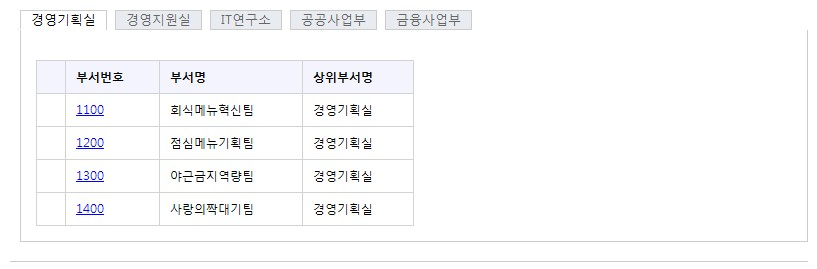 경영기획실 경영지원실 IT연구소 공공사업부 금융사업부
부서번호 부서명 상위부서명
1100 회식메뉴혁신팀 경영기획실
1200 점심메뉴기획팀 경영기획실
1300 야근금지역량팀 경영기획실
1400 사랑의짝대기팀 경영기획실